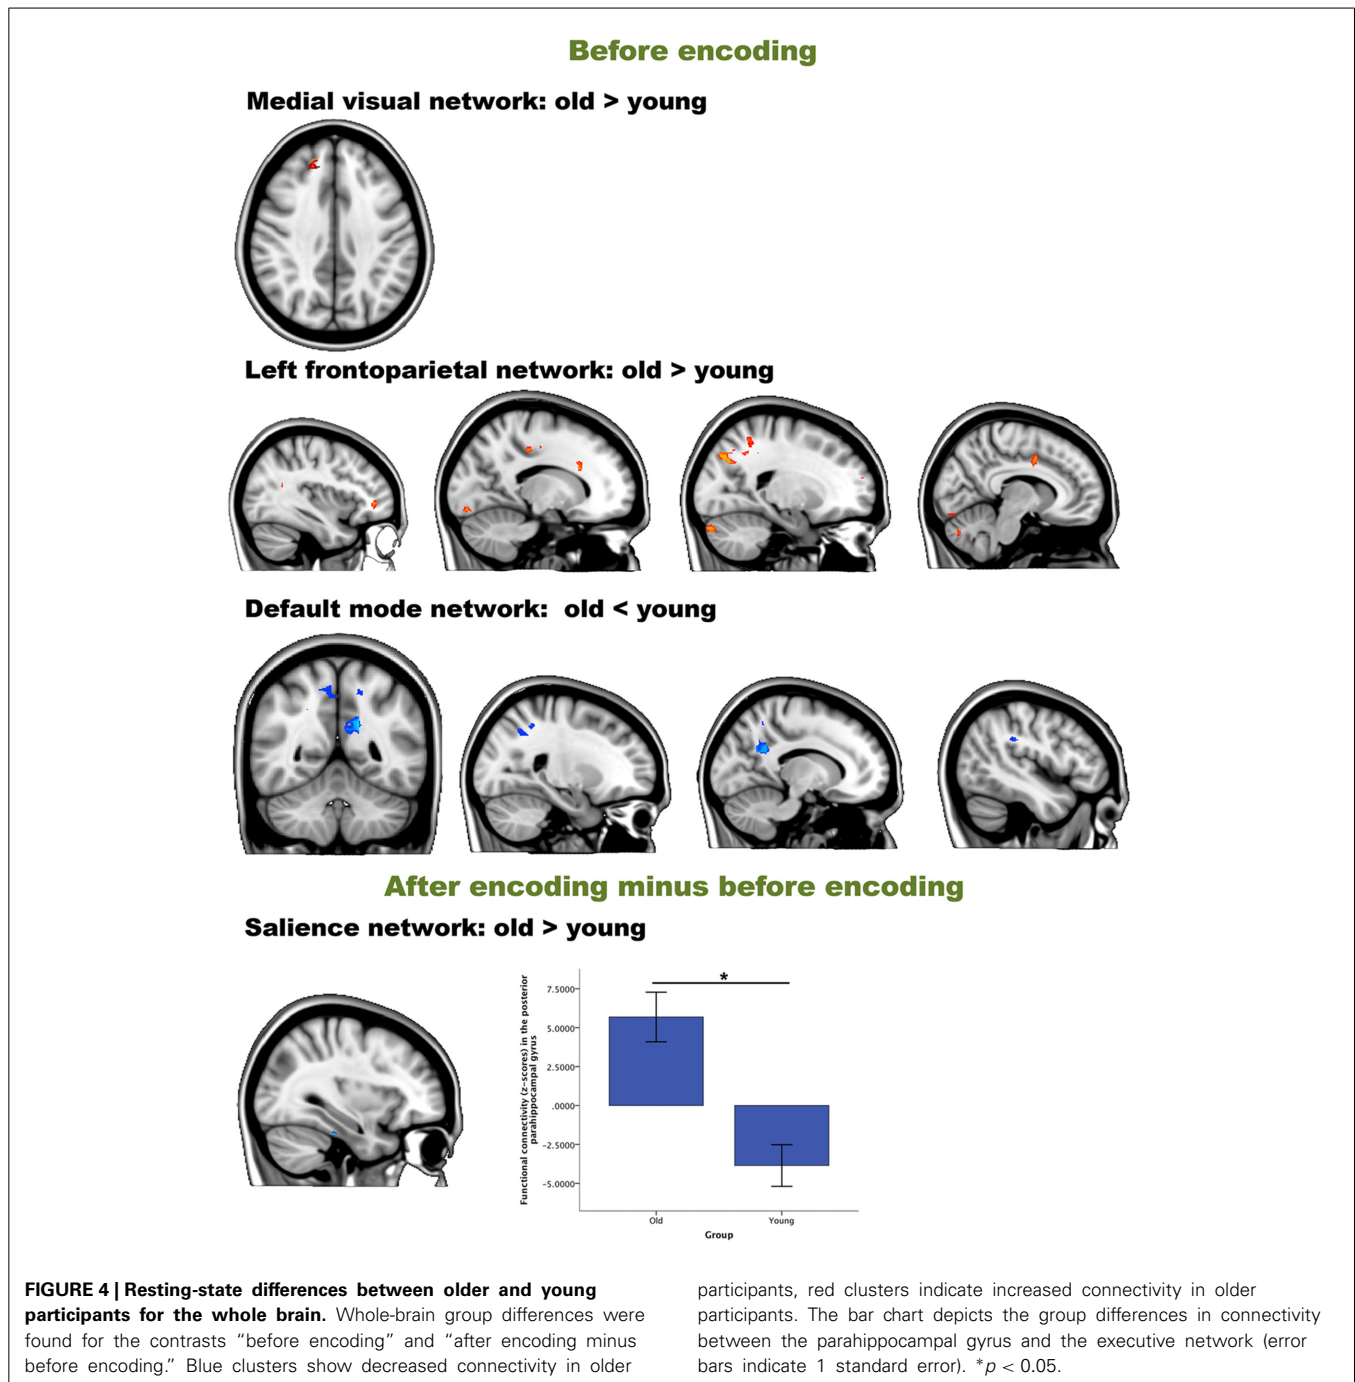 Before encoding
Medial visual network: old > young
Left frontoparietal network: old > young
Default mode network: old < young
After encoding minus before encoding
Salience network: old > young
*
Functional connectivity (z-scores) in the posterior
parahippocampal gyrus
7.5000
5.0000
2.5000
.0000
-2.5000
-5.0000
Old
Young
Group
FIGURE 4 | Resting-state differences between older and young
participants for the whole brain. Whole-brain group differences were
found for the contrasts “before encoding” and “after encoding minus
before encoding.” Blue clusters show decreased connectivity in older
participants, red clusters indicate increased connectivity in older
participants. The bar chart depicts the group differences in connectivity
between the parahippocampal gyrus and the executive network (error
bars indicate 1 standard error). *p < 0.05.